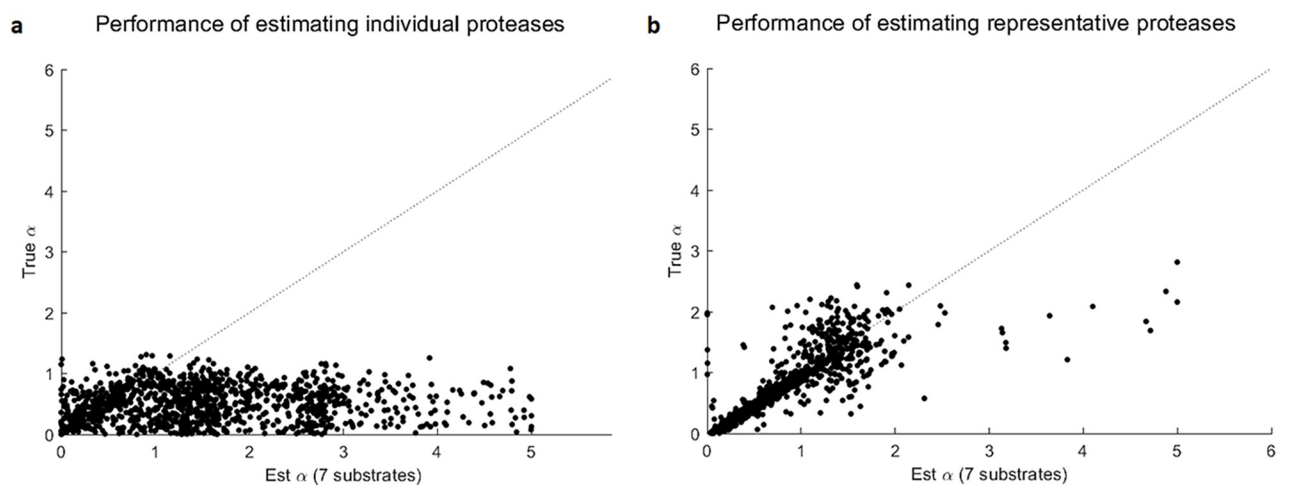 a
Performance of estimating individual proteases
6
5
4
3
2
1
0
True α
0 1 2 3 4 5
Est α (7 substrates)
b
Performance of estimating representative proteases
6
5
4
3
2
1
0
True α
0 1 2 3 4 5 6
Est α (7 substrates)